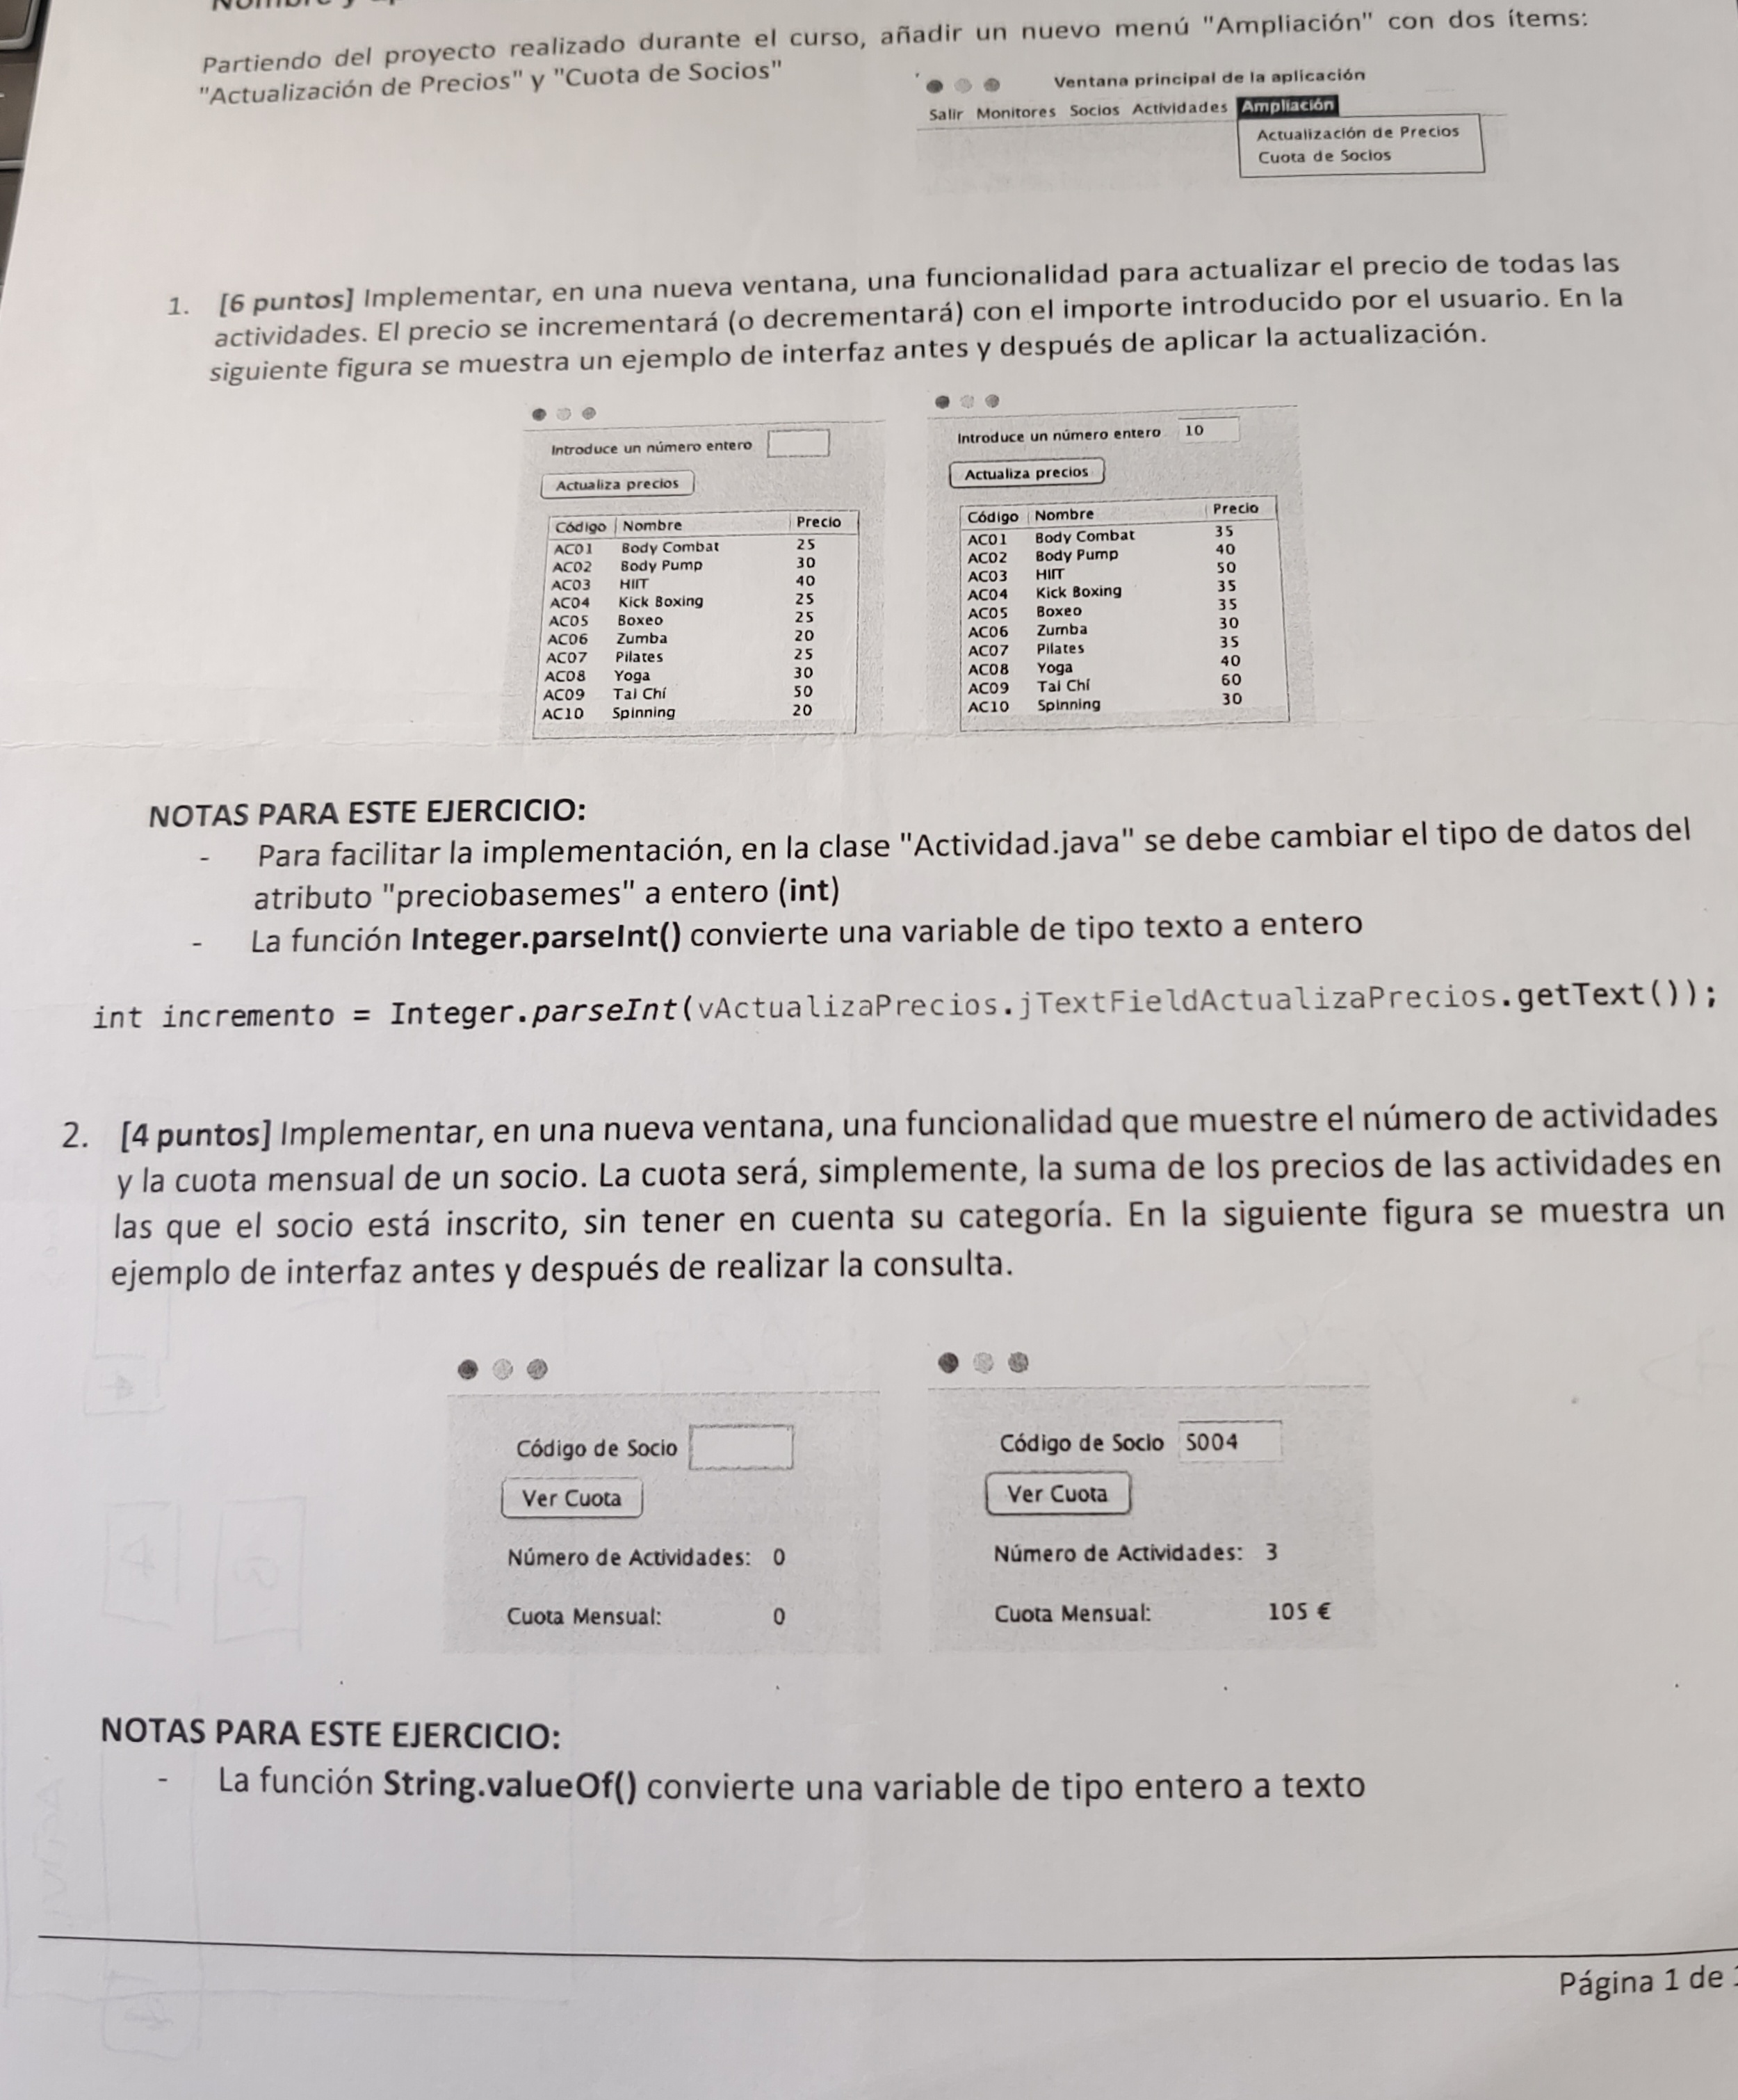 Partiendo del proyecto realizado durante el curso, añadir un nuevo menú "Ampliación" con dos ítems:
"Actualización de Precios" y "Cuota de Socios"
Ventana principal de la aplicación
Salir Monitores Socios Actividades Ampliación
Actualización de Precios
Cuota de Socios
1. [6 puntos] Implementar, en una nueva ventana, una funcionalidad para actualizar el precio de todas las
actividades. El precio se incrementará (o decrementará) con el importe introducido por el usuario. En la
siguiente figura se muestra un ejemplo de interfaz antes y después de aplicar la actualización.
Introduce un número entero
Actualiza precios
Código Nombre Precio
AC01 Body Combat 25
AC02 Body Pump 30
AC03 HIIT 40
AC04 Kick Boxing 25
AC05 Boxeo 25
AC06 Zumba 20
AC07 Pilates 25
AC08 Yoga 30
AC09 Tai Chí 50
AC10 Spinning 20
Introduce un número entero 10
Actualiza precios
Código Nombre Precio
AC01 Body Combat 35
AC02 Body Pump 40
AC03 HIIT 50
AC04 Kick Boxing 35
AC05 Boxeo 35
AC06 Zumba 30
AC07 Pilates 35
AC08 Yoga 40
AC09 Tai Chí 60
AC10 Spinning 30
NOTAS PARA ESTE EJERCICIO:
- Para facilitar la implementación, en la clase "Actividad.java" se debe cambiar el tipo de datos del
atributo "preciobasemes" a entero (int)
- La función Integer.parseInt() convierte una variable de tipo texto a entero
int incremento = Integer.parseInt(vActualizaPrecios.jTextFieldActualizaPrecios.getText());
2. [4 puntos] Implementar, en una nueva ventana, una funcionalidad que muestre el número de actividades
y la cuota mensual de un socio. La cuota será, simplemente, la suma de los precios de las actividades en
las que el socio está inscrito, sin tener en cuenta su categoría. En la siguiente figura se muestra un
ejemplo de interfaz antes y después de realizar la consulta.
Código de Socio
Ver Cuota
Número de Actividades: 0
Cuota Mensual: 0
Código de Socio S004
Ver Cuota
Número de Actividades: 3
Cuota Mensual: 105 €
NOTAS PARA ESTE EJERCICIO:
- La función String.valueOf() convierte una variable de tipo entero a texto
Página 1 de